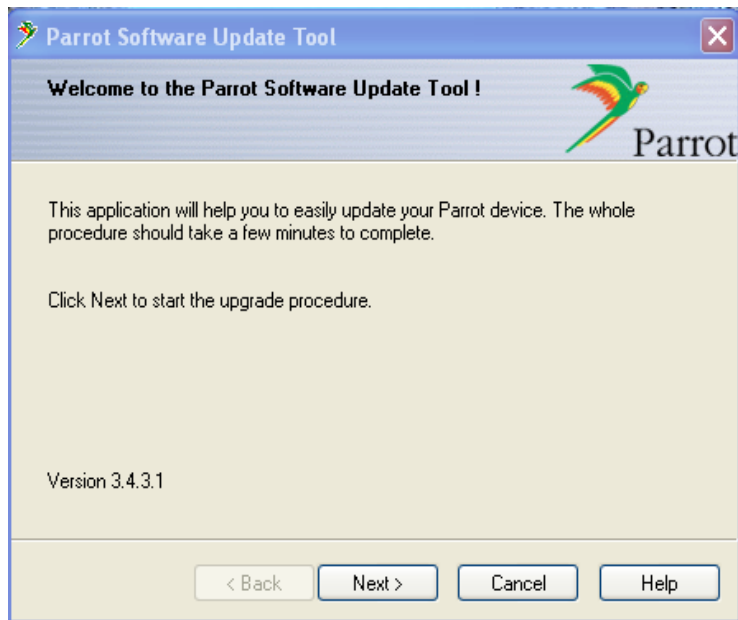 Parrot Software Update Tool
Welcome to the Parrot Software Update Tool !
Parrot
This application will help you to easily update your Parrot device. The whole
procedure should take a few minutes to complete.
Click Next to start the upgrade procedure.
Version 3.4.3.1
< Back Next > Cancel Help